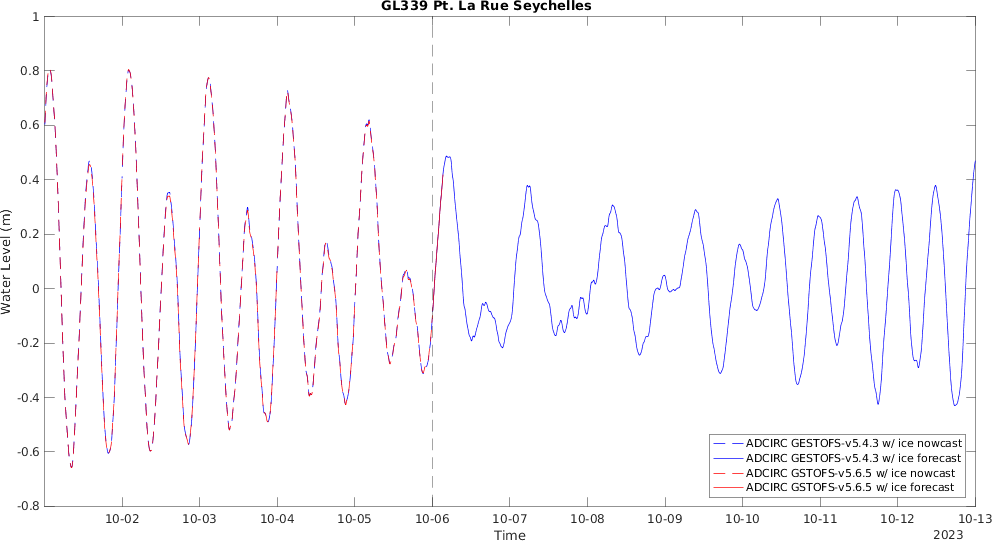 GL339 Pt. La Rue Seychelles
Water Level (m)
1
0.8
0.6
0.4
0.2
0
-0.2
-0.4
-0.6
-0.8
ADCIRC GESTOFS-v5.4.3 w/ ice nowcast
ADCIRC GESTOFS-v5.4.3 w/ ice forecast
ADCIRC GSTOFS-v5.6.5 w/ ice nowcast
ADCIRC GSTOFS-v5.6.5 w/ ice forecast
10-02 10-03 10-04 10-05 10-06 10-07 10-08 10-09 10-10 10-11 10-12 10-13
Time
2023